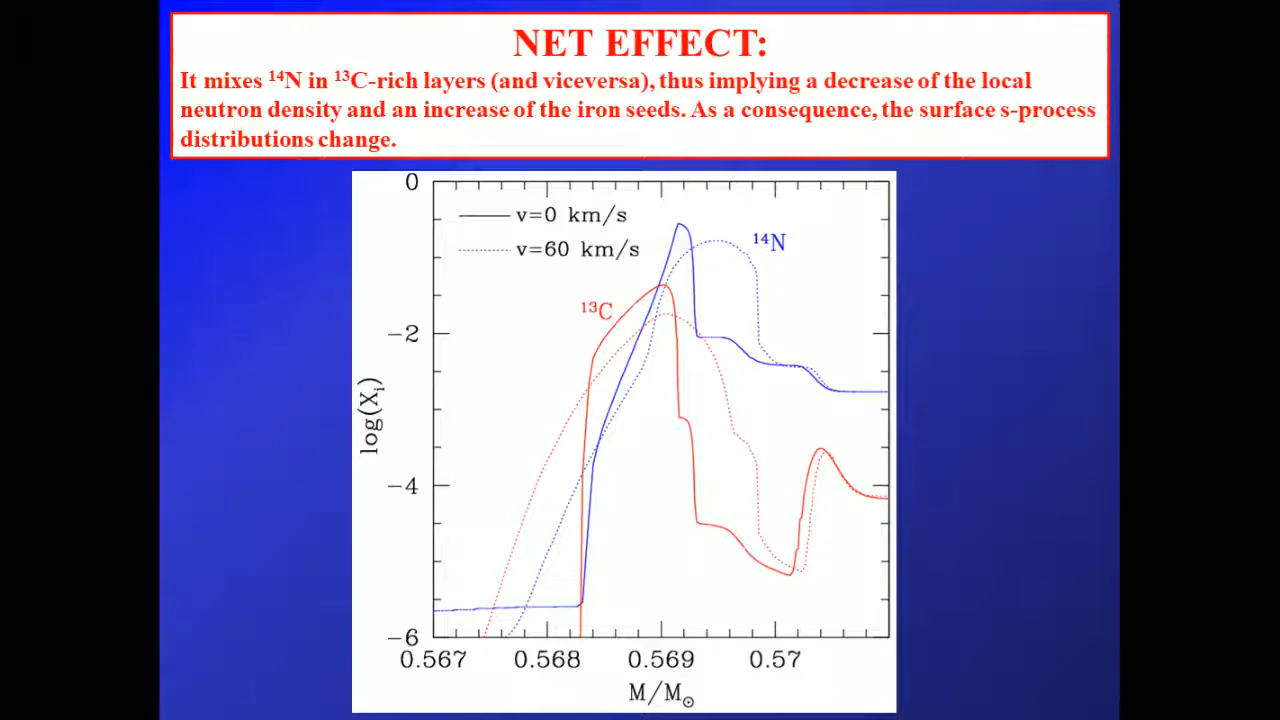 NET EFFECT:
It mixes ¹⁴N in ¹³C-rich layers (and viceversa), thus implying a decrease of the local
neutron density and an increase of the iron seeds. As a consequence, the surface s-process
distributions change.
0
v=0 km/s
v=60 km/s
¹⁴N
¹³C
−2
log(Xᵢ)
−4
−6
0.567 0.568 0.569 0.57
M/M☉